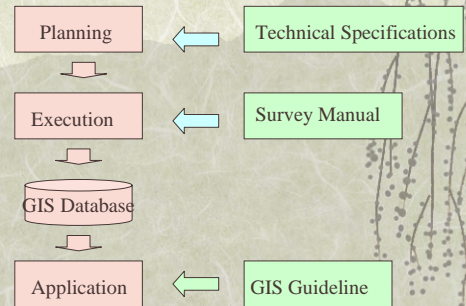 Planning
Technical Specifications
Execution
Survey Manual
GIS Database
Application
GIS Guideline